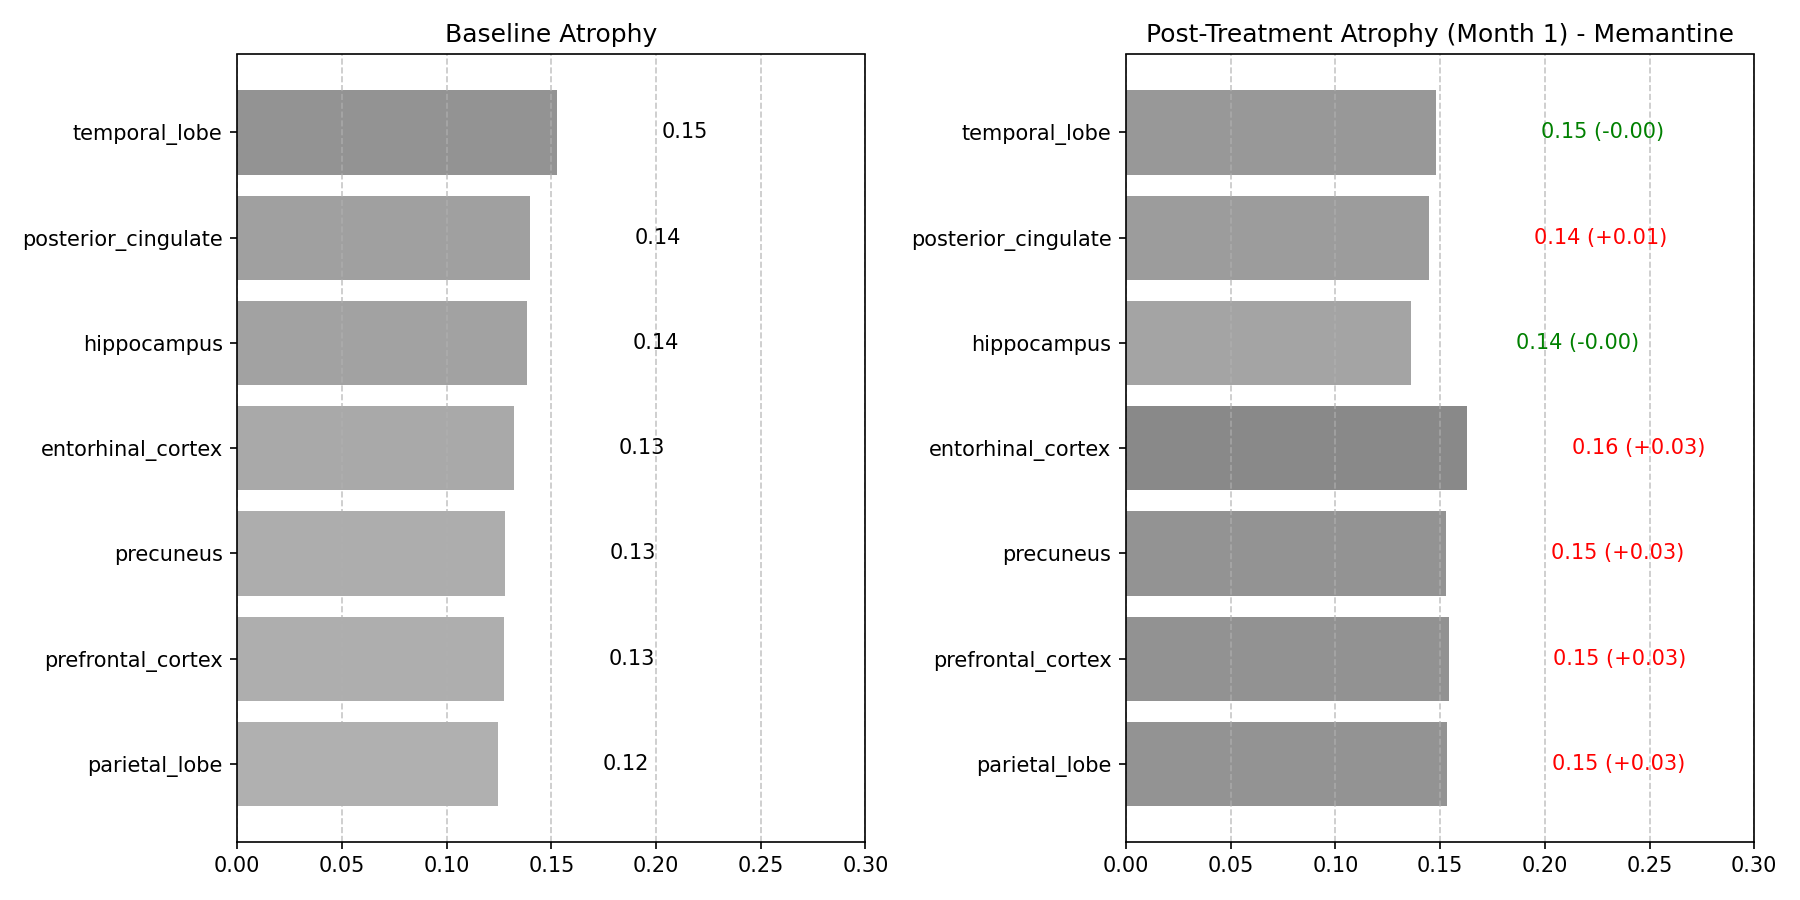 Baseline Atrophy
temporal_lobe 0.15
posterior_cingulate 0.14
hippocampus 0.14
entorhinal_cortex 0.13
precuneus 0.13
prefrontal_cortex 0.13
parietal_lobe 0.12
0.00 0.05 0.10 0.15 0.20 0.25 0.30
Post-Treatment Atrophy (Month 1) - Memantine
temporal_lobe 0.15 (-0.00)
posterior_cingulate 0.14 (+0.01)
hippocampus 0.14 (-0.00)
entorhinal_cortex 0.16 (+0.03)
precuneus 0.15 (+0.03)
prefrontal_cortex 0.15 (+0.03)
parietal_lobe 0.15 (+0.03)
0.00 0.05 0.10 0.15 0.20 0.25 0.30